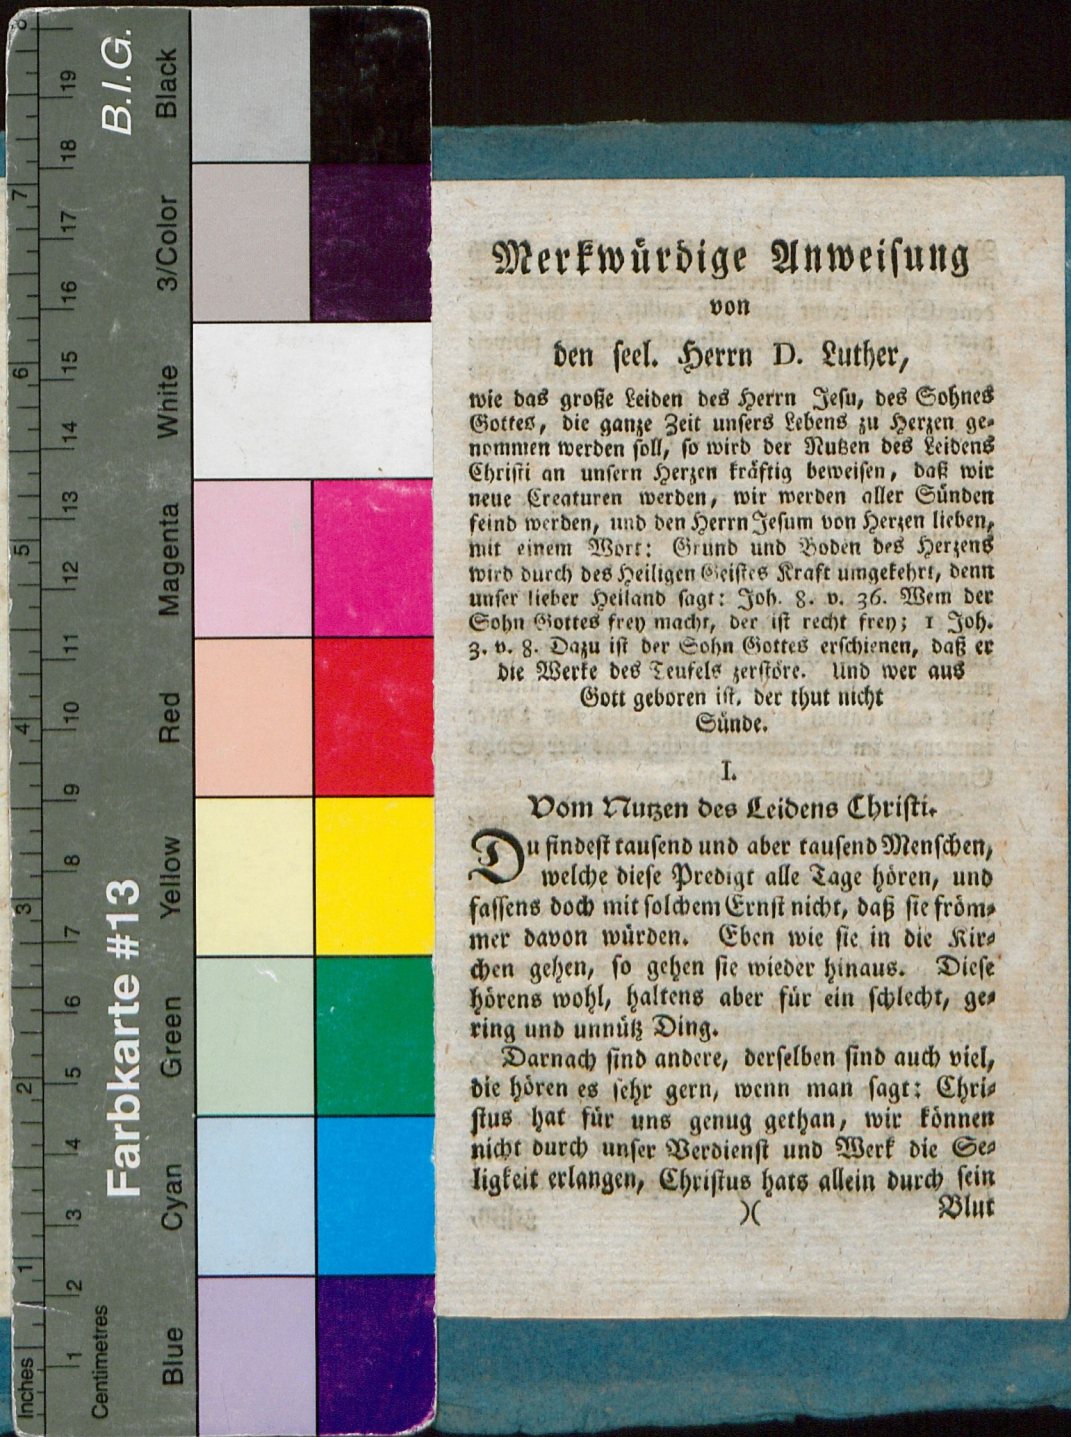 Merkwürdige Anweisung
von
den seel. Herrn D. Luther,
wie das große Leiden des Herrn Jesu, des Sohnes
Gottes, die ganze Zeit unsers Lebens zu Herzen ge-
nommen werden soll, so wird der Nutzen des Leidens
Christi an unsern Herzen kräftig beweisen, daß wir
neue Creaturen werden, wir werden aller Sünden
feind werden, und den Herrn Jesum von Herzen lieben,
mit einem Wort: Grund und Boden des Herzens
wird durch des Heiligen Geistes Kraft umgekehrt, denn
unser lieber Heiland sagt: Joh. 8. v. 36. Wem der
Sohn Gottes frey macht, der ist recht frey; 1 Joh.
3. v. 8. Dazu ist der Sohn Gottes erschienen, daß er
die Werke des Teufels zerstöre. Und wer aus
Gott geboren ist, der thut nicht
Sünde.
I.
Vom Nutzen des Leidens Christi.
Du findest tausend und aber tausend Menschen,
welche diese Predigt alle Tage hören, und
fassens doch mit solchem Ernst nicht, daß sie fröm-
mer davon würden. Eben wie sie in die Kir-
chen gehen, so gehen sie wieder hinaus. Diese
hörens wohl, haltens aber für ein schlecht, ge-
ring und unnütz Ding.
Darnach sind andere, derselben sind auch viel,
die hören es sehr gern, wenn man sagt: Chri-
stus hat für uns genug gethan, wir können
nicht durch unser Verdienst und Werk die Se-
ligkeit erlangen, Christus hats allein durch sein
)( Blut
Farbkarte #13
B.I.G.
Inches 1 2 3 4 5 6 7 8
Centimetres 1 2 3 4 5 6 7 8 9 10 11 12 13 14 15 16 17 18 19
Blue Cyan Green Yellow Red Magenta White 3/Color Black